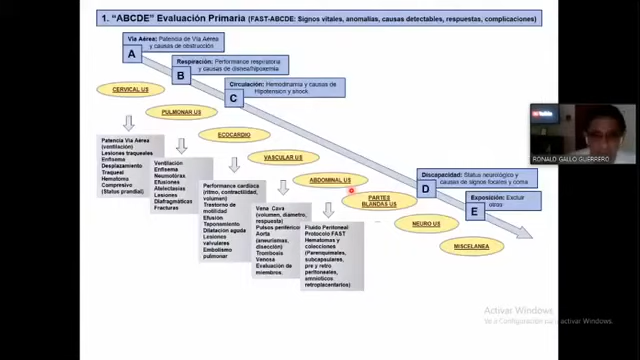 1. "ABCDE" Evaluación Primaria (FAST-ABCDE: Signos vitales, anomalías, causas detectables, respuestas, complicaciones)
Vía Aérea: Patencia de Vía Aérea
y causas de obstrucción
A
Respiración: Performance respiratoria
y causas de disnea/hipoxemia
B
Circulación: Hemodinamia y causas de
Hipotensión y shock
C
CERVICAL US
PULMONAR US
ECOCARDIO
VASCULAR US
ABDOMINAL US
PARTES
BLANDAS US
NEURO US
MISCELANEA
Discapacidad: Status neurológico y
causas de signos focales y coma
D
Exposición: Excluir
otras
E
Patencia Vía Aérea
(ventilación)
Lesiones traqueales
Enfisema
Desplazamiento
Traqueal
Hematoma
Compresivo
(Status prandial)
Ventilación
Enfisema
Neumotórax
Efusiones
Atelectasias
Lesiones
Diafragmáticas
Fracturas
Performance cardíaca
(ritmo, contractilidad,
volumen)
Trastorno de
motilidad
Efusión
Taponamiento
Dilatación aguda
Lesiones
valvulares
Embolismo
pulmonar
Vena Cava
(volumen, diámetro,
respuesta)
Pulsos periféricos
Aorta
(aneurismas,
disección)
Trombosis
Venosa
Evaluación de
miembros.
Fluido Peritoneal
Protocolo FAST
Hematomas y
colecciones
(Parenquimales,
subcapsulares,
pre y retro
peritoneales,
amnióticos
retroplacentarios)
RONALD GALLO GUERRERO
Activar Windows
Ve a Configuración para activar Windows.